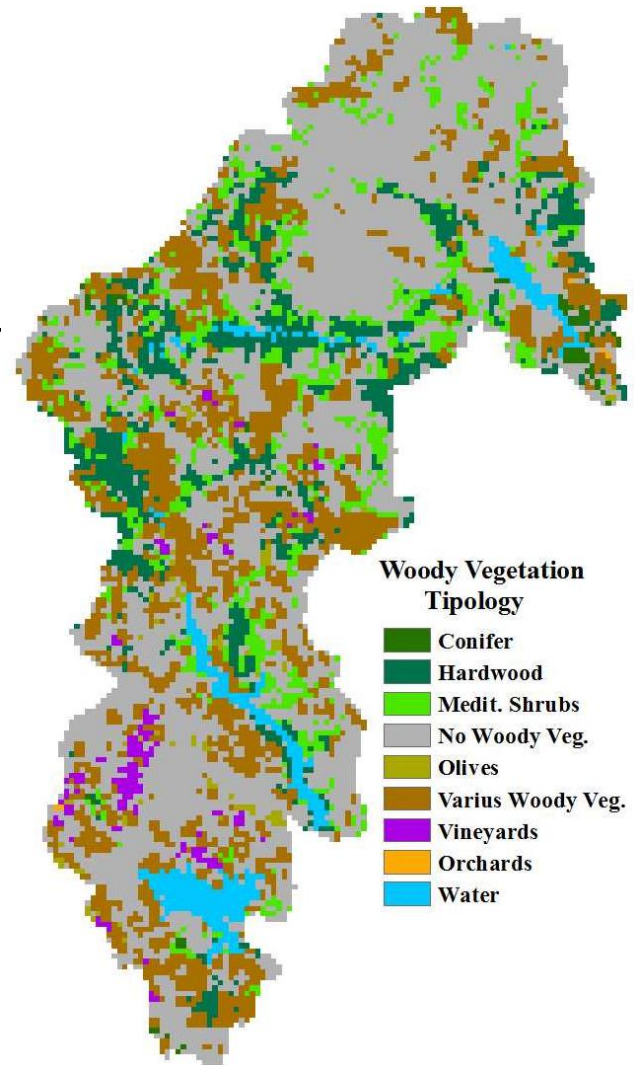 Woody Vegetation
Tipology
Conifer
Hardwood
Medit. Shrubs
No Woody Veg.
Olives
Varius Woody Veg.
Vineyards
Orchards
Water